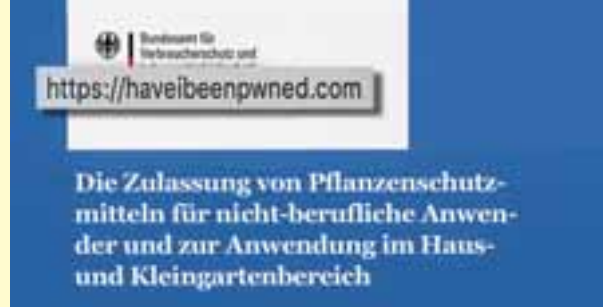 Bundesamt für
Verbraucherschutz und
https://haveibeenpwned.com
Die Zulassung von Pflanzenschutz-
mitteln für nicht-berufliche Anwen-
der und zur Anwendung im Haus-
und Kleingartenbereich